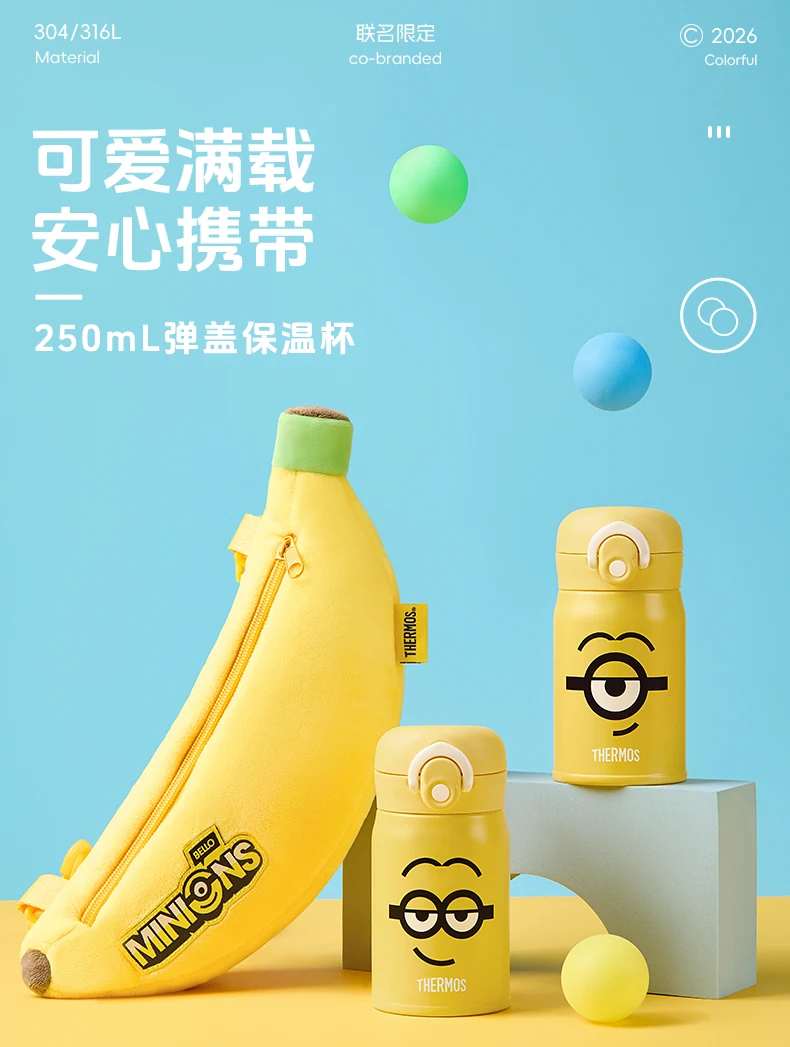 304/316L
Material
联名限定
co-branded
© 2026
Colorful
可爱满载
安心携带
250mL弹盖保温杯
THERMOS®
BELLO
MINIONS
THERMOS
THERMOS